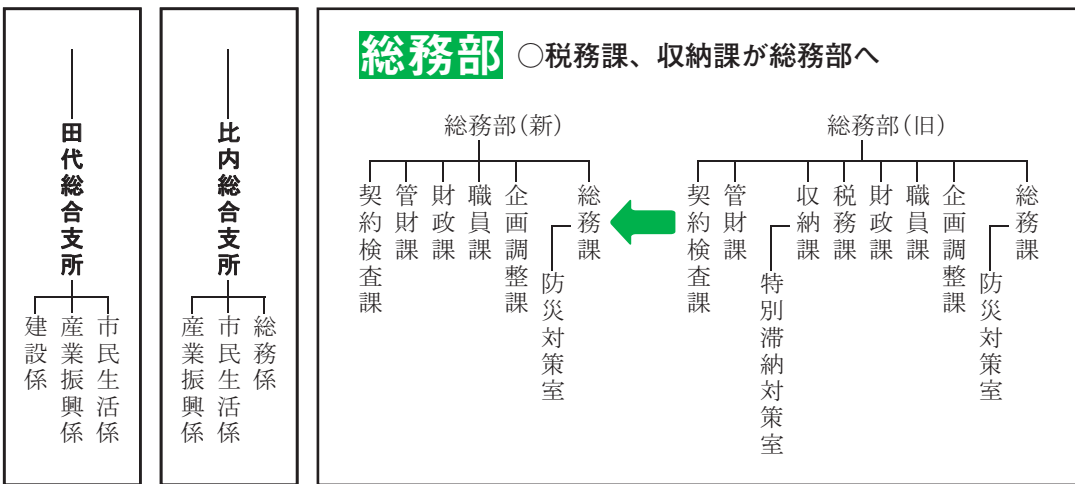 総務部 ○税務課、収納課が総務部へ
総務部(旧)
総務課
防災対策室
企画調整課
職員課
財政課
税務課
収納課
特別滞納対策室
管財課
契約検査課
総務部(新)
総務課
防災対策室
企画調整課
職員課
財政課
管財課
契約検査課
比内総合支所
総務係
市民生活係
産業振興係
田代総合支所
市民生活係
産業振興係
建設係